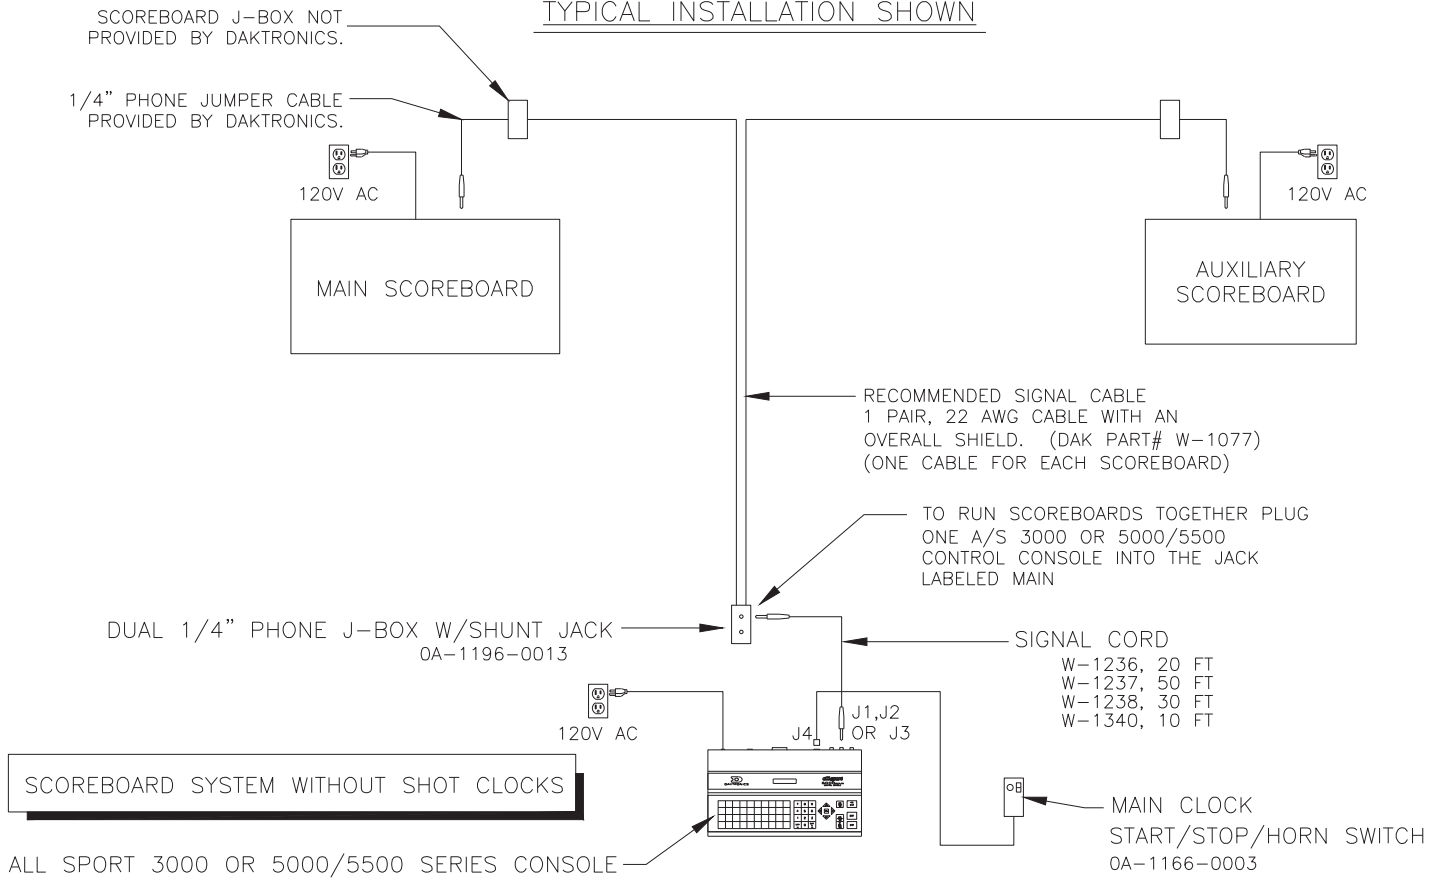 TYPICAL INSTALLATION SHOWN
SCOREBOARD J-BOX NOT
PROVIDED BY DAKTRONICS.
1/4" PHONE JUMPER CABLE
PROVIDED BY DAKTRONICS.
120V AC
120V AC
MAIN SCOREBOARD
AUXILIARY
SCOREBOARD
RECOMMENDED SIGNAL CABLE
1 PAIR, 22 AWG CABLE WITH AN
OVERALL SHIELD. (DAK PART# W-1077)
(ONE CABLE FOR EACH SCOREBOARD)
TO RUN SCOREBOARDS TOGETHER PLUG
ONE A/S 3000 OR 5000/5500
CONTROL CONSOLE INTO THE JACK
LABELED MAIN
DUAL 1/4" PHONE J-BOX W/SHUNT JACK
0A-1196-0013
SIGNAL CORD
W-1236, 20 FT
W-1237, 50 FT
W-1238, 30 FT
W-1340, 10 FT
120V AC
J4
J1,J2
OR J3
DAKTRONICS
SCOREBOARD SYSTEM WITHOUT SHOT CLOCKS
MAIN CLOCK
START/STOP/HORN SWITCH
0A-1166-0003
ALL SPORT 3000 OR 5000/5500 SERIES CONSOLE